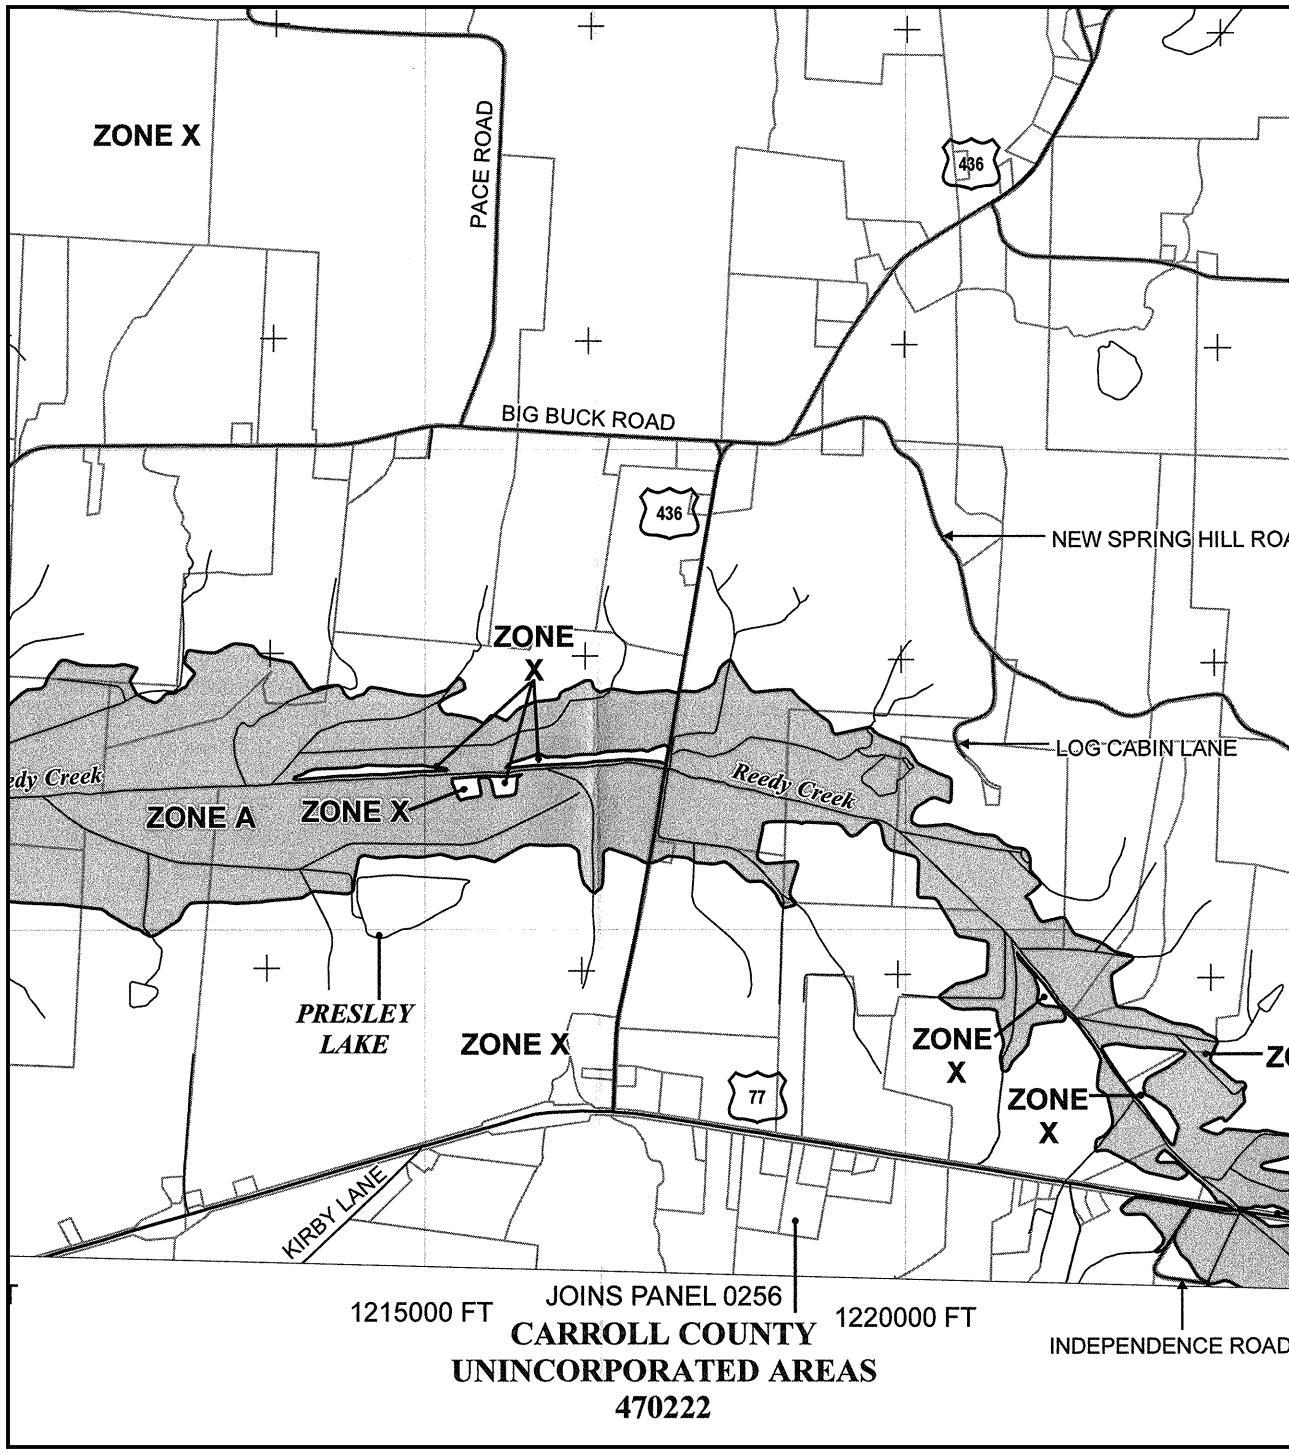 ZONE X
PACE ROAD
436
BIG BUCK ROAD
436
NEW SPRING HILL ROA
ZONE
X
LOG CABIN LANE
edy Creek
Reedy Creek
ZONE A
ZONE X
PRESLEY
LAKE
ZONE X
ZONE
X
ZONE
X
77
KIRBY LANE
JOINS PANEL 0256
1215000 FT
1220000 FT
CARROLL COUNTY
UNINCORPORATED AREAS
470222
INDEPENDENCE ROAD